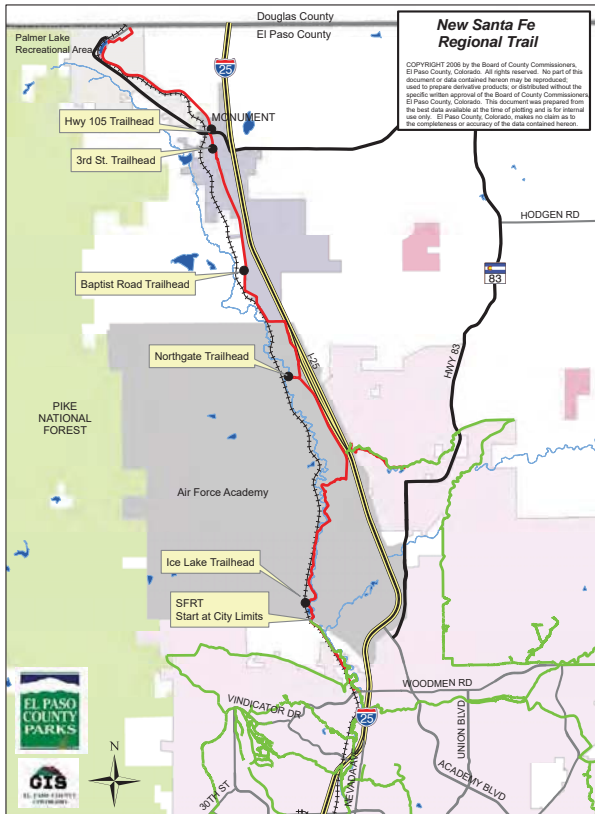 Douglas County
El Paso County
New Santa Fe
Regional Trail
COPYRIGHT 2006 by the Board of County Commissioners,
El Paso County, Colorado. All rights reserved. No part of this
document or data contained hereon may be reproduced;
used to prepare derivative products; or distributed without the
specific written approval of the Board of County Commissioners,
El Paso County, Colorado. This document was prepared from
the best data available at the time of plotting and is for internal
use only. El Paso County, Colorado, makes no claim as to
the completeness or accuracy of the data contained hereon.
Palmer Lake
Recreational Area
25
Hwy 105 Trailhead
MONUMENT
3rd St. Trailhead
HODGEN RD
83
Baptist Road Trailhead
I-25
HWY 83
Northgate Trailhead
PIKE
NATIONAL
FOREST
Air Force Academy
Ice Lake Trailhead
SFRT
Start at City Limits
WOODMEN RD
VINDICATOR DR
25
UNION BLVD
ACADEMY BLVD
NEVADA AVE
30TH ST
EL PASO
COUNTY
PARKS
N
GIS
EL PASO COUNTY